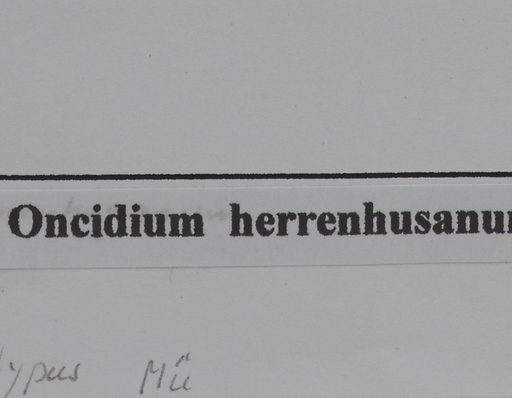 Oncidium herrenhusanu
ypus Mü